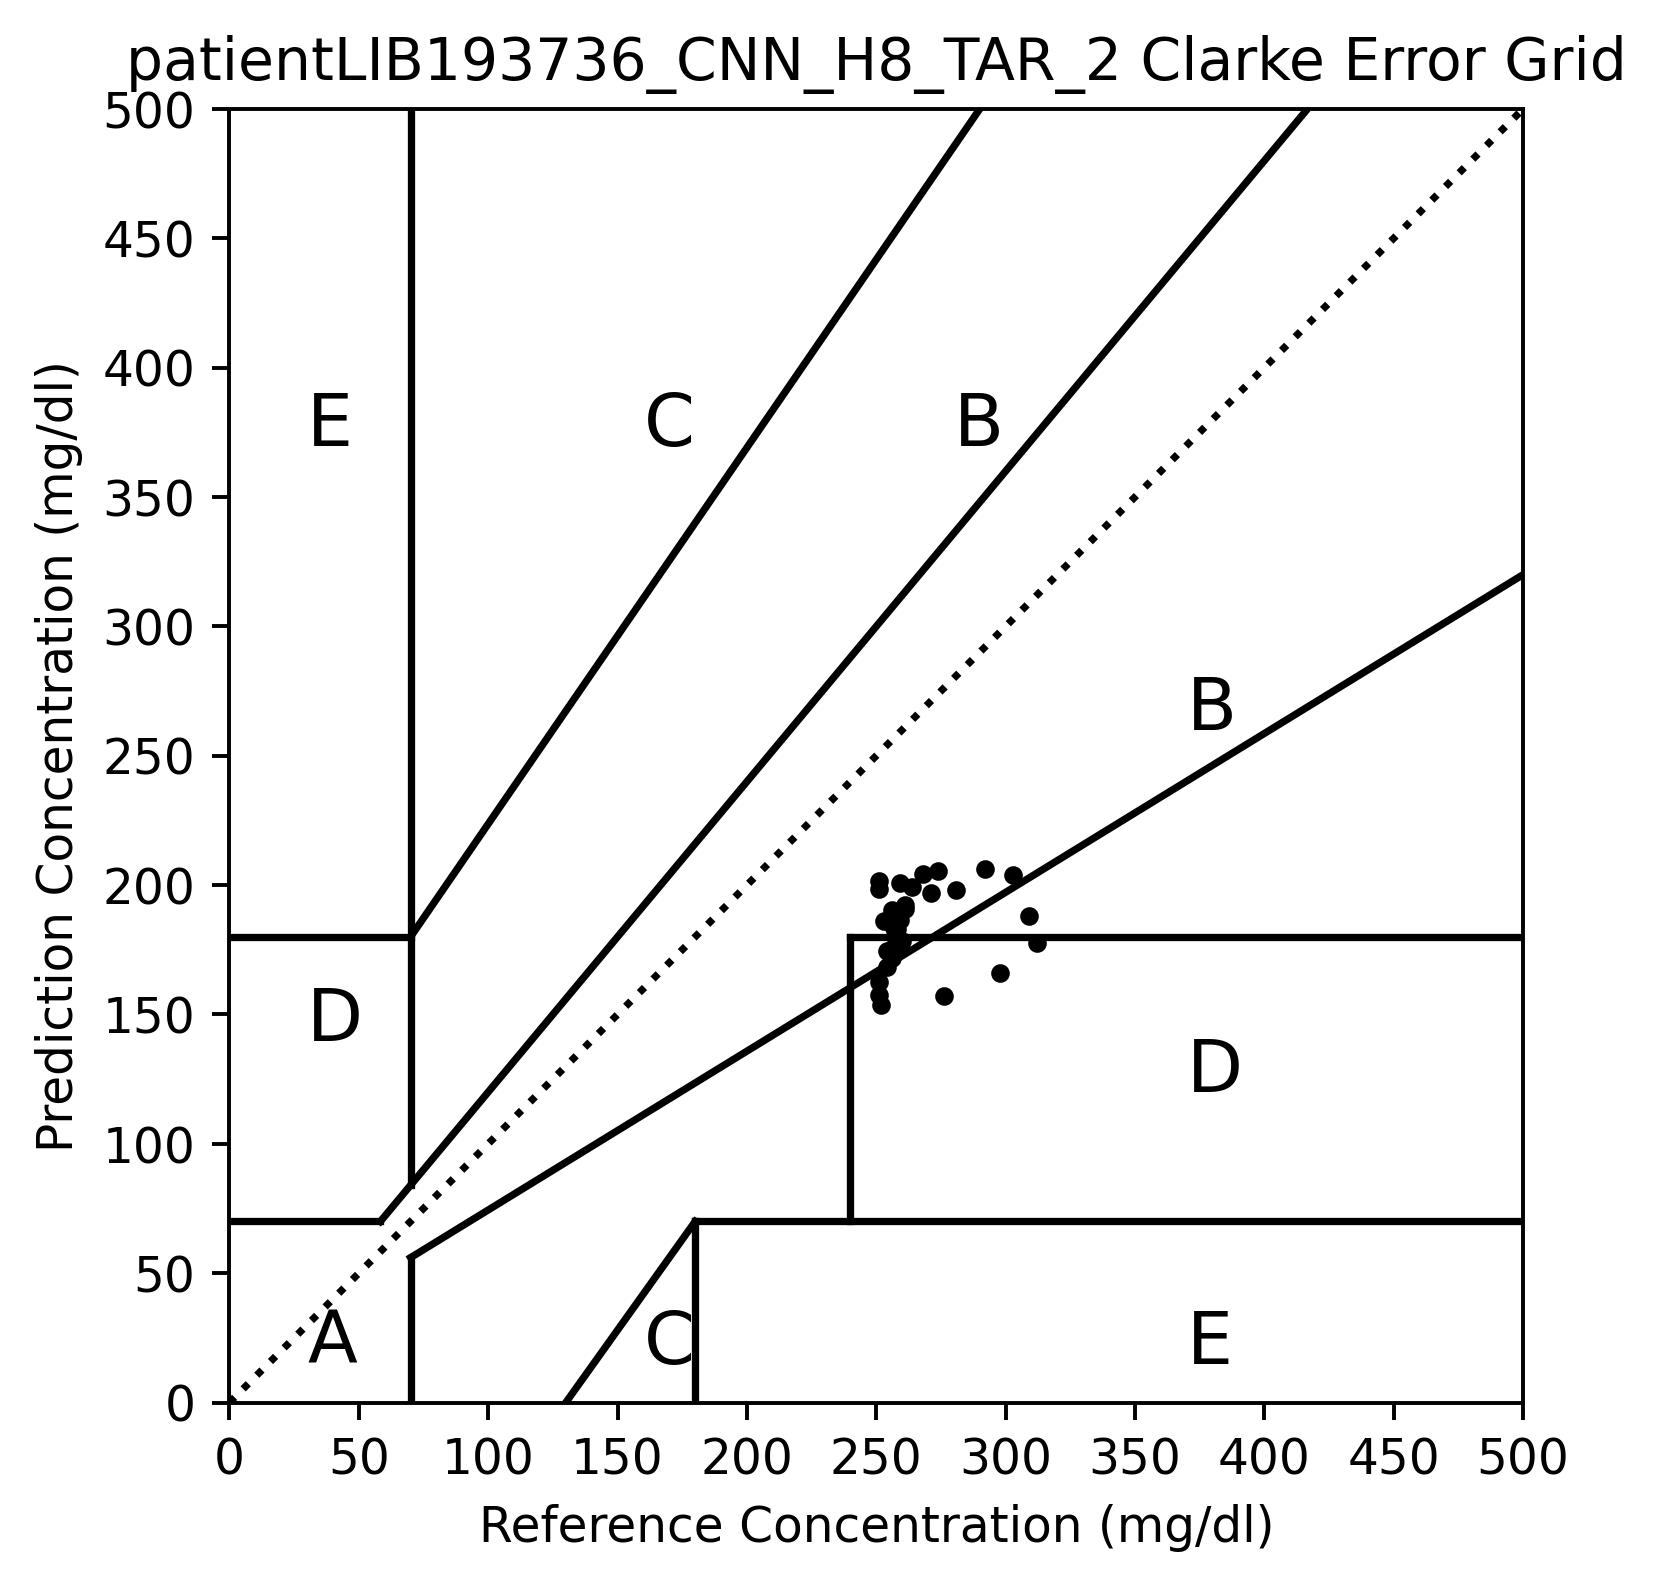 patientLIB193736_CNN_H8_TAR_2 Clarke Error Grid
500
450
400
350
300
250
200
150
100
50
0
Prediction Concentration (mg/dl)
E
C
B
B
D
D
A
C
E
0 50 100 150 200 250 300 350 400 450 500
Reference Concentration (mg/dl)